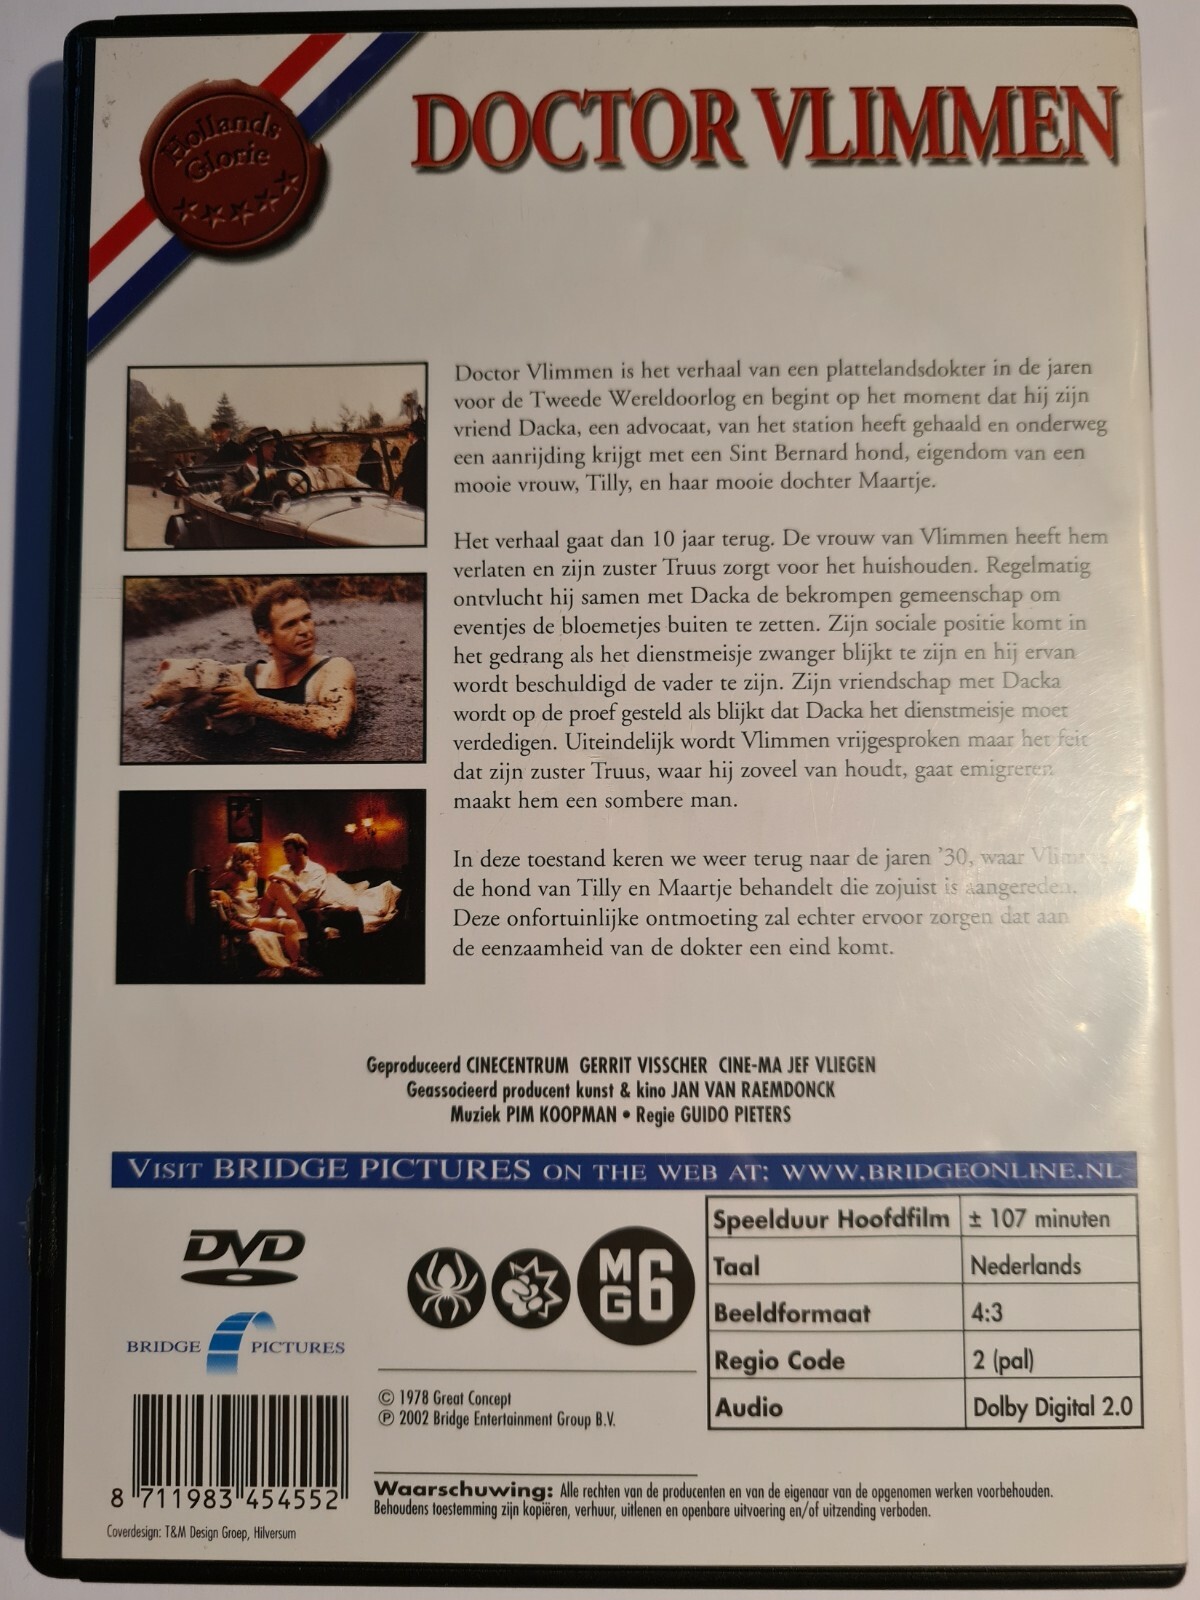 Hollands
Glorie
DOCTOR VLIMMEN
Doctor Vlimmen is het verhaal van een plattelandsdokter in de jaren
voor de Tweede Wereldoorlog en begint op het moment dat hij zijn
vriend Dacka, een advocaat, van het station heeft gehaald en onderweg
een aanrijding krijgt met een Sint Bernard hond, eigendom van een
mooie vrouw, Tilly, en haar mooie dochter Maartje.
Het verhaal gaat dan 10 jaar terug. De vrouw van Vlimmen heeft hem
verlaten en zijn zuster Truus zorgt voor het huishouden. Regelmatig
ontvlucht hij samen met Dacka de bekrompen gemeenschap om
eventjes de bloemetjes buiten te zetten. Zijn sociale positie komt in
het gedrang als het dienstmeisje zwanger blijkt te zijn en hij ervan
wordt beschuldigd de vader te zijn. Zijn vriendschap met Dacka
wordt op de proef gesteld als blijkt dat Dacka het dienstmeisje moet
verdedigen. Uiteindelijk wordt Vlimmen vrijgesproken maar het feit
dat zijn zuster Truus, waar hij zoveel van houdt, gaat emigreren
maakt hem een sombere man.
In deze toestand keren we weer terug naar de jaren '30, waar
de hond van Tilly en Maartje behandelt die zojuist is aangereden.
Deze onfortuinlijke ontmoeting zal echter ervoor zorgen dat aan
de eenzaamheid van de dokter een eind komt.
Geproduceerd CINECENTRUM GERRIT VISSCHER CINE-MA JEF VLIEGEN
Geassocieerd producent kunst & kino JAN VAN RAEMDONCK
Muziek PIM KOOPMAN • Regie GUIDO PIETERS
VISIT BRIDGE PICTURES ON THE WEB AT: WWW.BRIDGEONLINE.NL
DVD
BRIDGE PICTURES
MG6
Speelduur Hoofdfilm ± 107 minuten
Taal Nederlands
Beeldformaat 4:3
Regio Code 2 (pal)
Audio Dolby Digital 2.0
© 1978 Great Concept
℗ 2002 Bridge Entertainment Group B.V.
8 711983 454552
Waarschuwing: Alle rechten van de producenten en van de eigenaar van de opgenomen werken voorbehouden.
Behoudens toestemming zijn kopiëren, verhuur, uitlenen en openbare uitvoering en/of uitzending verboden.
Coverdesign: T&M Design Groep, Hilversum